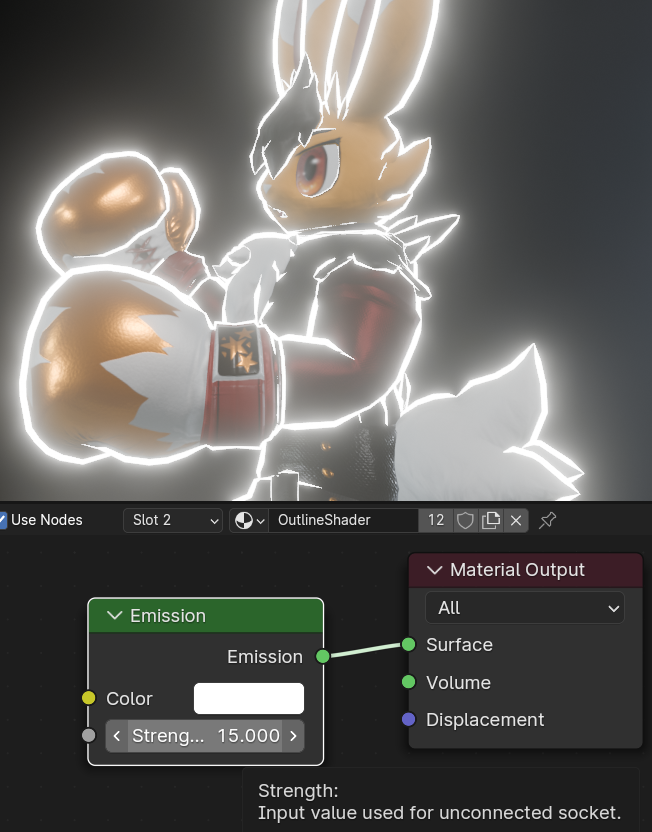 Use Nodes
Slot 2
OutlineShader
12
Material Output
All
Emission
Emission
Surface
Color
Volume
Streng... 15.000
Displacement
Strength:
Input value used for unconnected socket.